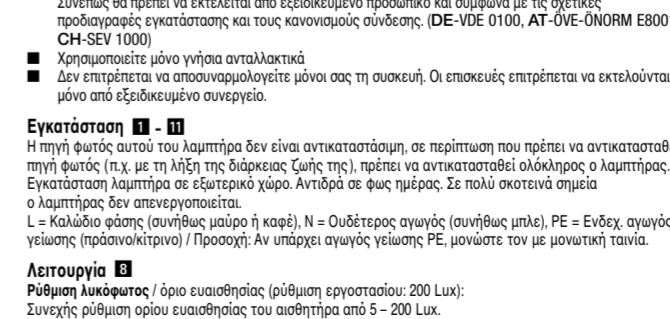 Συνεπώς θα πρέπει να εκτελείται από εξειδικευμένο προσωπικό και σύμφωνα με τις σχετικές
προδιαγραφές εγκατάστασης και τους κανονισμούς σύνδεσης. (DE-VDE 0100, AT-ÖVE-ÖNORM E8001
CH-SEV 1000)
■ Χρησιμοποιείτε μόνο γνήσια ανταλλακτικά
■ Δεν επιτρέπεται να αποσυναρμολογείτε μόνοι σας τη συσκευή. Οι επισκευές επιτρέπεται να εκτελούνται
μόνο από εξειδικευμένο συνεργείο.
Εγκατάσταση 1 - 11
Η πηγή φωτός αυτού του λαμπτήρα δεν είναι αντικαταστάσιμη, σε περίπτωση που πρέπει να αντικατασταθε
πηγή φωτός (π.χ. με τη λήξη της διάρκειας ζωής της), πρέπει να αντικατασταθεί ολόκληρος ο λαμπτήρας.
Εγκατάσταση λαμπτήρα σε εξωτερικό χώρο. Αντιδρά σε φως ημέρας. Σε πολύ σκοτεινά σημεία
ο λαμπτήρας δεν απενεργοποιείται.
L = Καλώδιο φάσης (συνήθως μαύρο ή καφέ), N = Ουδέτερος αγωγός (συνήθως μπλε), PE = Ενδεχ. αγωγός
γείωσης (πράσινο/κίτρινο) / Προσοχή: Αν υπάρχει αγωγός γείωσης PE, μονώστε τον με μονωτική ταινία.
Λειτουργία 8
Ρύθμιση λυκόφωτος / όριο ευαισθησίας (ρύθμιση εργοστασίου: 200 Lux):
Συνεχής ρύθμιση ορίου ευαισθησίας του αισθητήρα από 5 – 200 Lux.